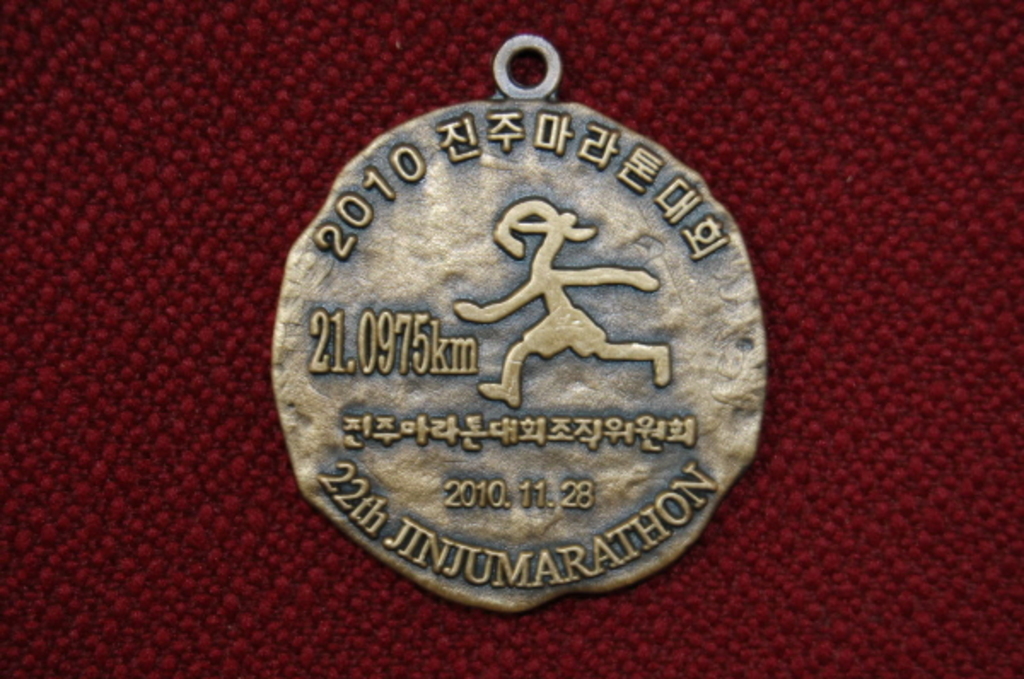 2010 진주마라톤대회
21.0975km
진주마라톤대회조직위원회
2010. 11. 28
22th JINJUMARATHON